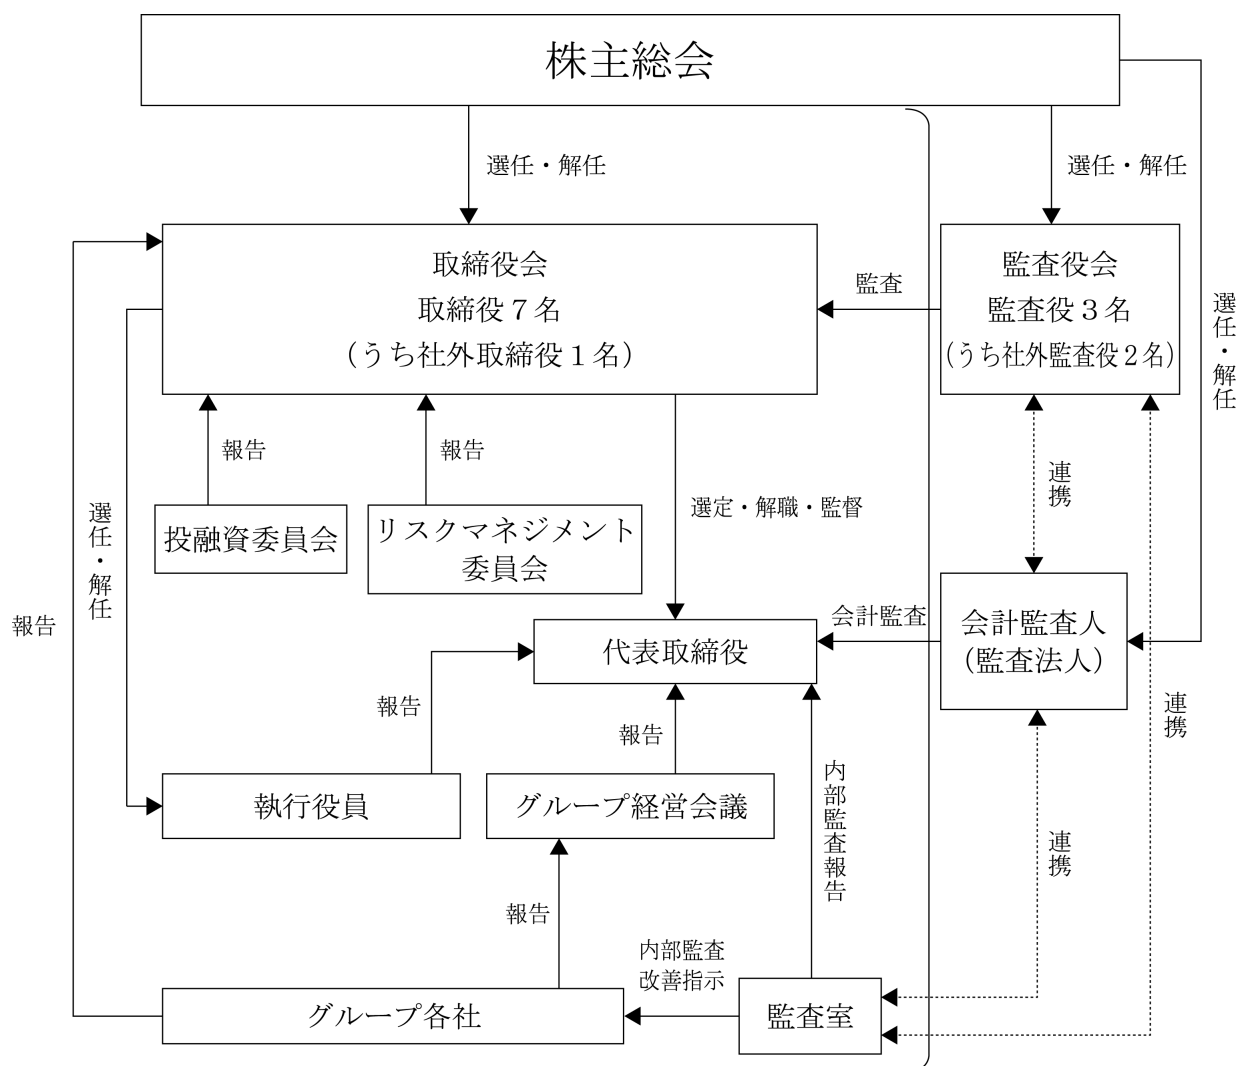 株主総会
選任・解任
選任・解任
取締役会
取締役７名
（うち社外取締役１名）
監査
監査役会
監査役３名
（うち社外監査役２名）
選任・解任
報告
報告
連携
選任・解任
投融資委員会
リスクマネジメント
委員会
選定・解職・監督
報告
代表取締役
会計監査
会計監査人
（監査法人）
報告
報告
連携
内部監査報告
執行役員
グループ経営会議
連携
報告
内部監査
改善指示
グループ各社
監査室